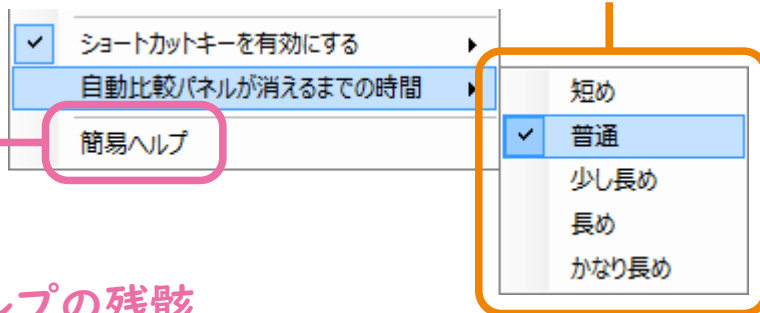 ショートカットキーを有効にする
自動比較パネルが消えるまでの時間
簡易ヘルプ
短め
普通
少し長め
長め
かなり長め
プの残骸